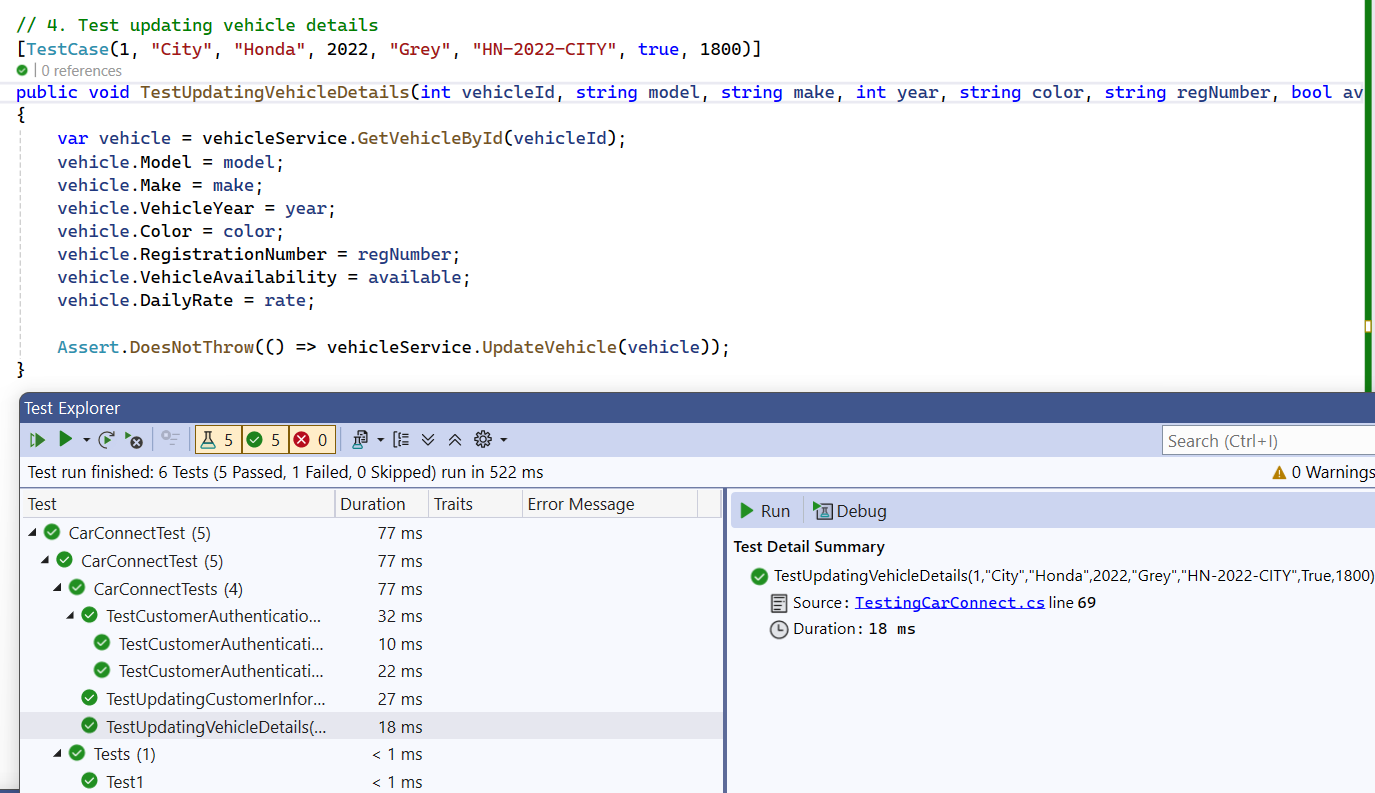 // 4. Test updating vehicle details
[TestCase(1, "City", "Honda", 2022, "Grey", "HN-2022-CITY", true, 1800)]
| 0 references
public void TestUpdatingVehicleDetails(int vehicleId, string model, string make, int year, string color, string regNumber, bool av
{
var vehicle = vehicleService.GetVehicleById(vehicleId);
vehicle.Model = model;
vehicle.Make = make;
vehicle.VehicleYear = year;
vehicle.Color = color;
vehicle.RegistrationNumber = regNumber;
vehicle.VehicleAvailability = available;
vehicle.DailyRate = rate;
Assert.DoesNotThrow(() => vehicleService.UpdateVehicle(vehicle));
}
Test Explorer
5 5 0 Search (Ctrl+I)
Test run finished: 6 Tests (5 Passed, 1 Failed, 0 Skipped) run in 522 ms 0 Warnings
Test Duration Traits Error Message
CarConnectTest (5) 77 ms
CarConnectTest (5) 77 ms
CarConnectTests (4) 77 ms
TestCustomerAuthenticatio... 32 ms
TestCustomerAuthenticati... 10 ms
TestCustomerAuthenticati... 22 ms
TestUpdatingCustomerInfor... 27 ms
TestUpdatingVehicleDetails(... 18 ms
Tests (1) < 1 ms
Test1 < 1 ms
Run Debug
Test Detail Summary
TestUpdatingVehicleDetails(1,"City","Honda",2022,"Grey","HN-2022-CITY",True,1800)
Source: TestingCarConnect.cs line 69
Duration: 18 ms